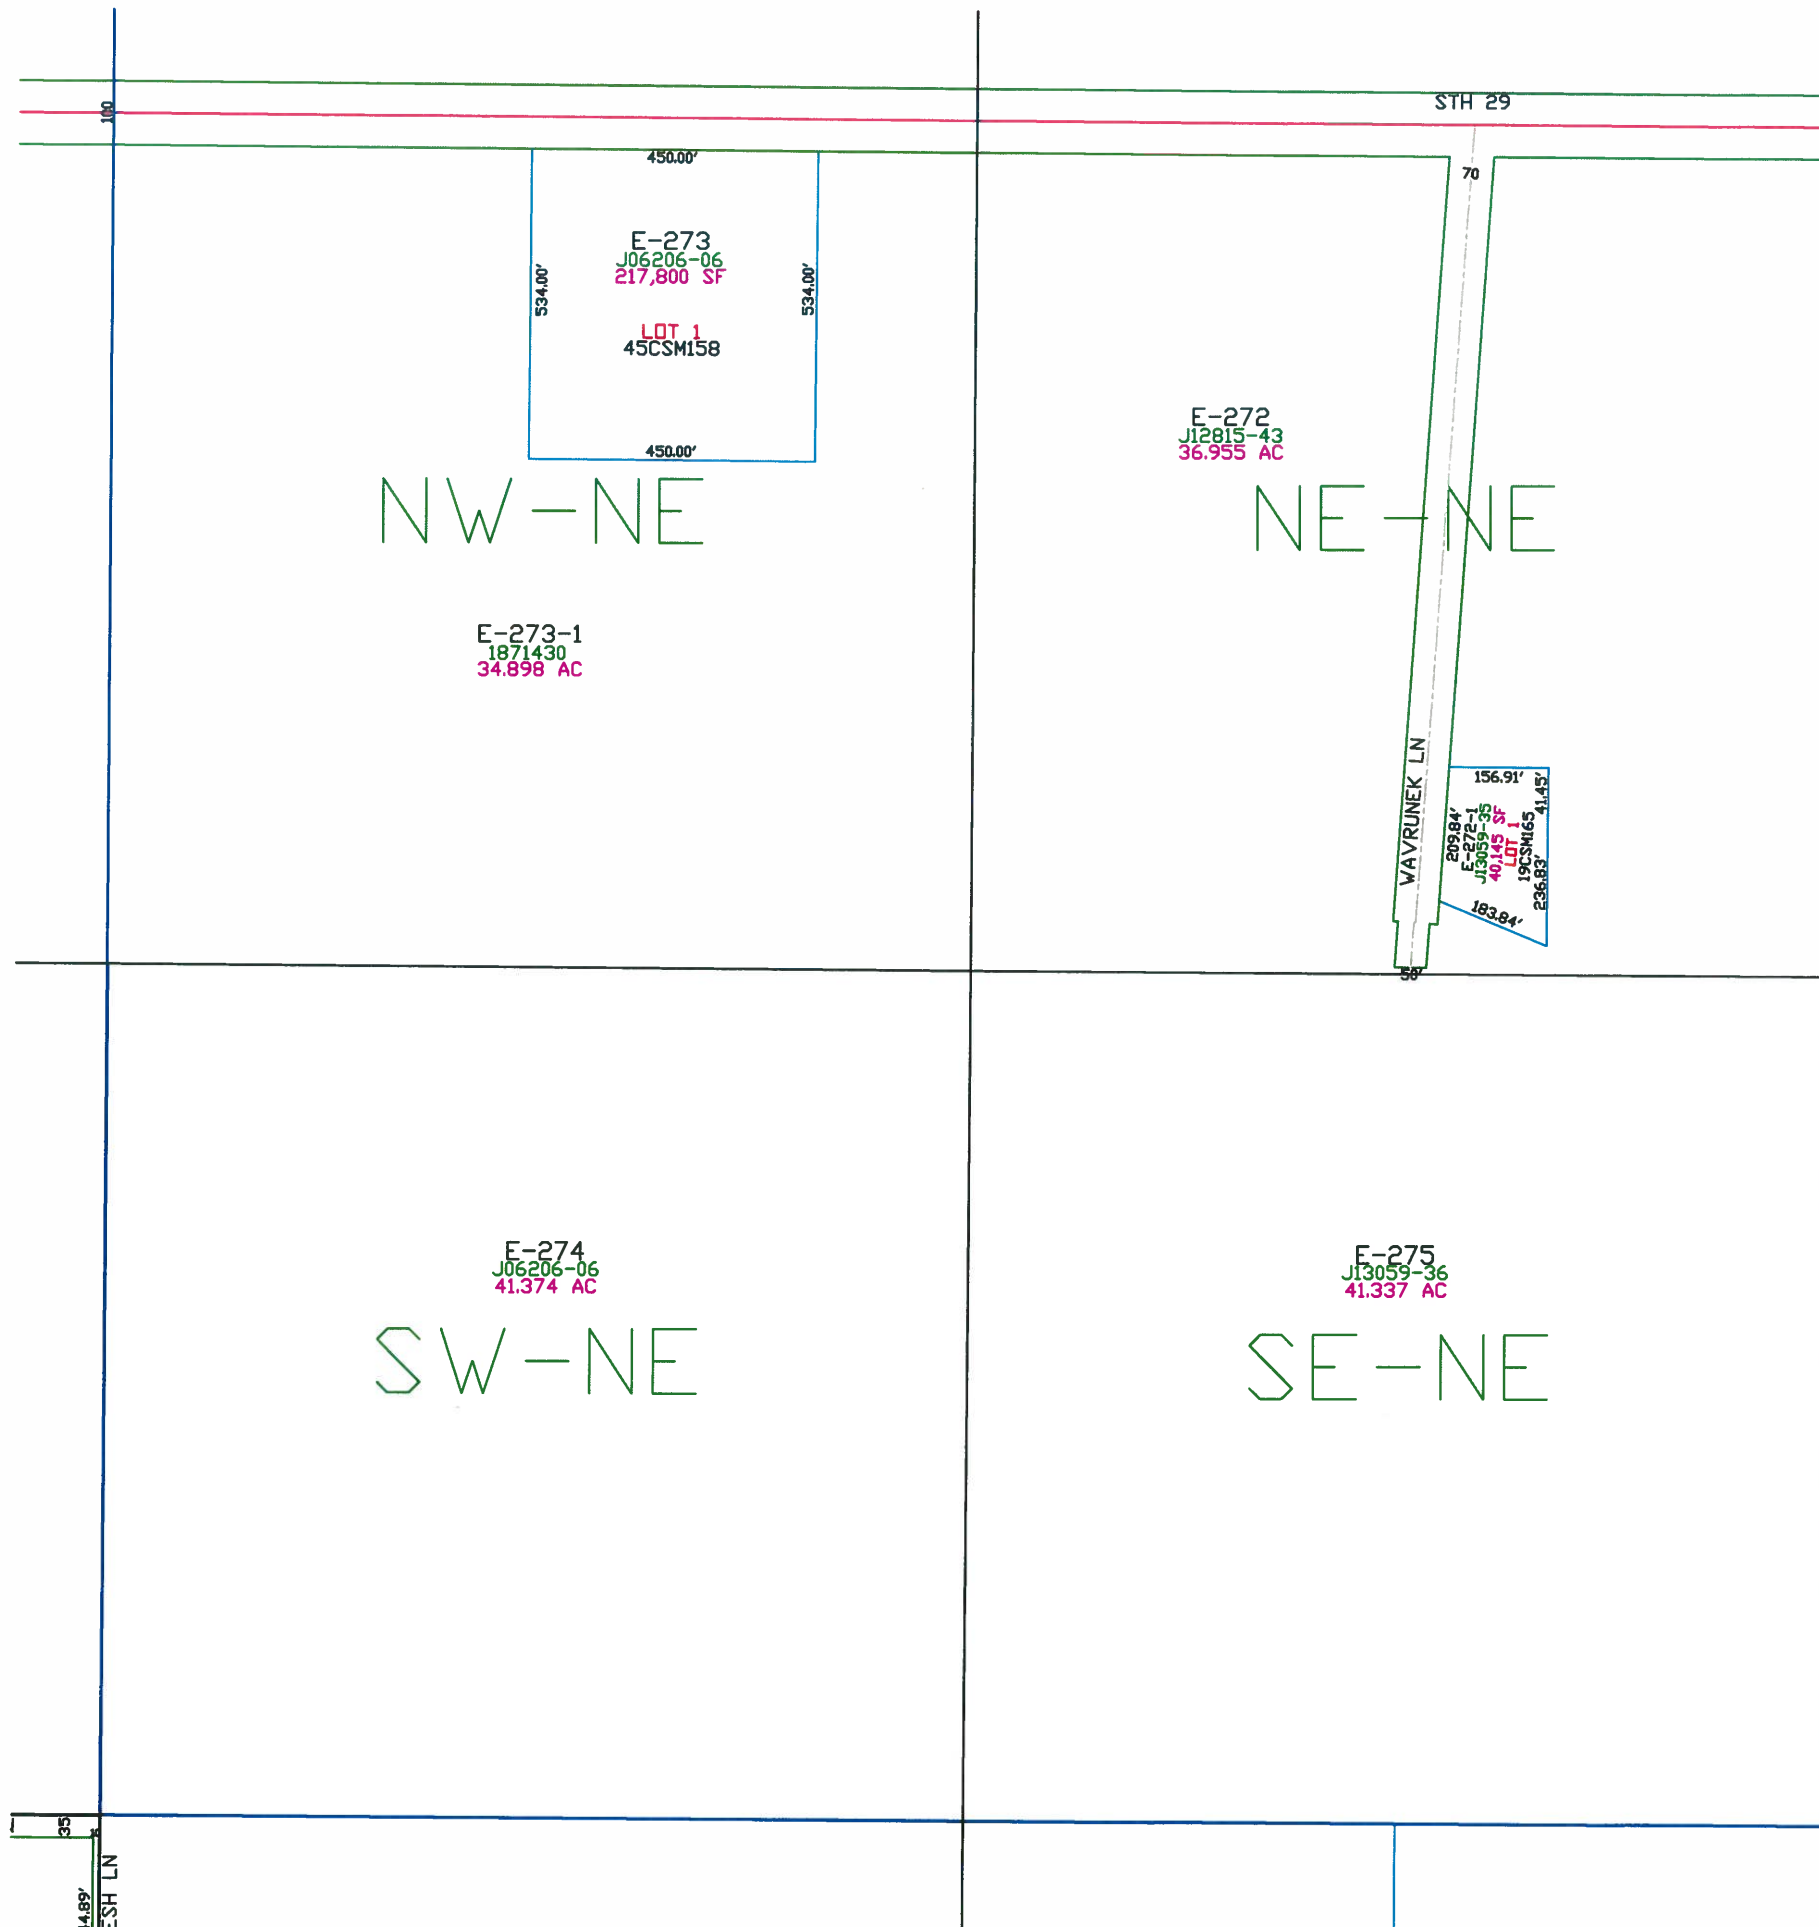 STH 29
100
450.00'
70
E-273
J06206-06
217,800 SF
534.00'
534.00'
LOT 1
45CSM158
450.00'
E-272
J12815-43
36.955 AC
NW-NE
NE-NE
E-273-1
1871430
34.898 AC
WAVRUNEK LN
156.91'
41.45'
209.84'
E-272-1
J13059-35
40,145 SF
LOT 1
19CSM165
236.83'
183.84'
50'
E-274
J06206-06
41.374 AC
E-275
J13059-36
41.337 AC
SW-NE
SE-NE
35
4.89'
ESH LN